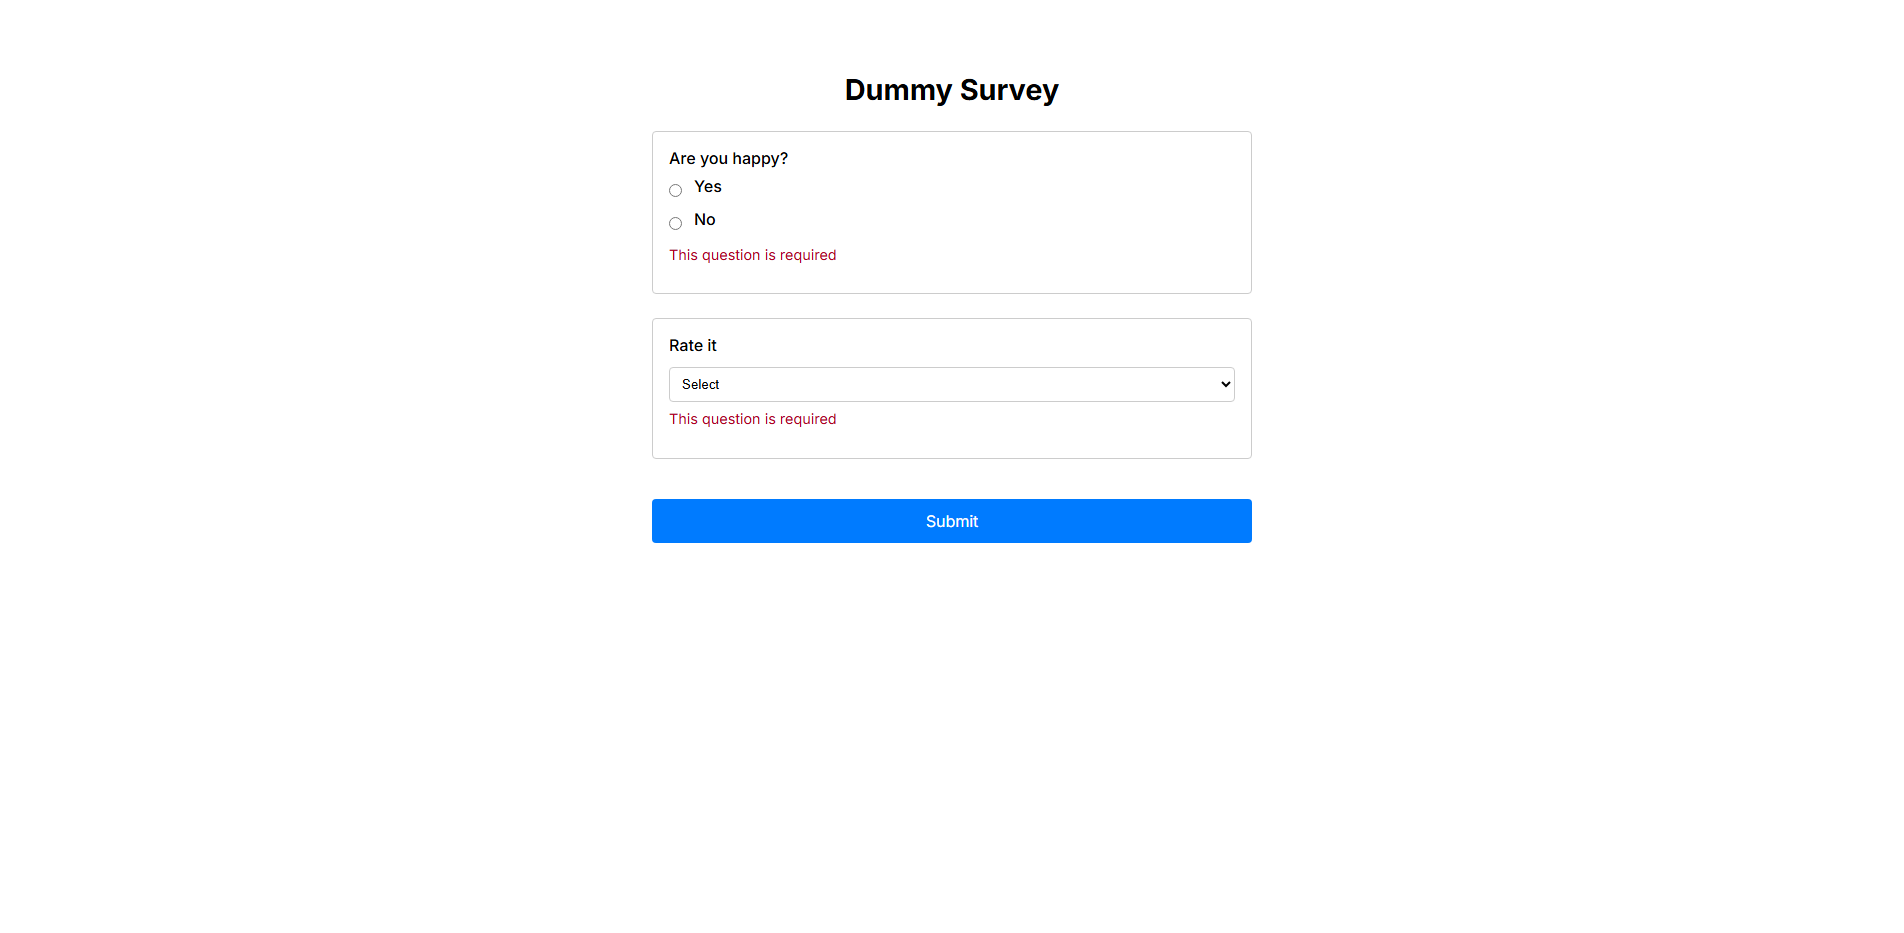 Dummy Survey
Are you happy?
Yes
No
This question is required
Rate it
Select
This question is required
Submit